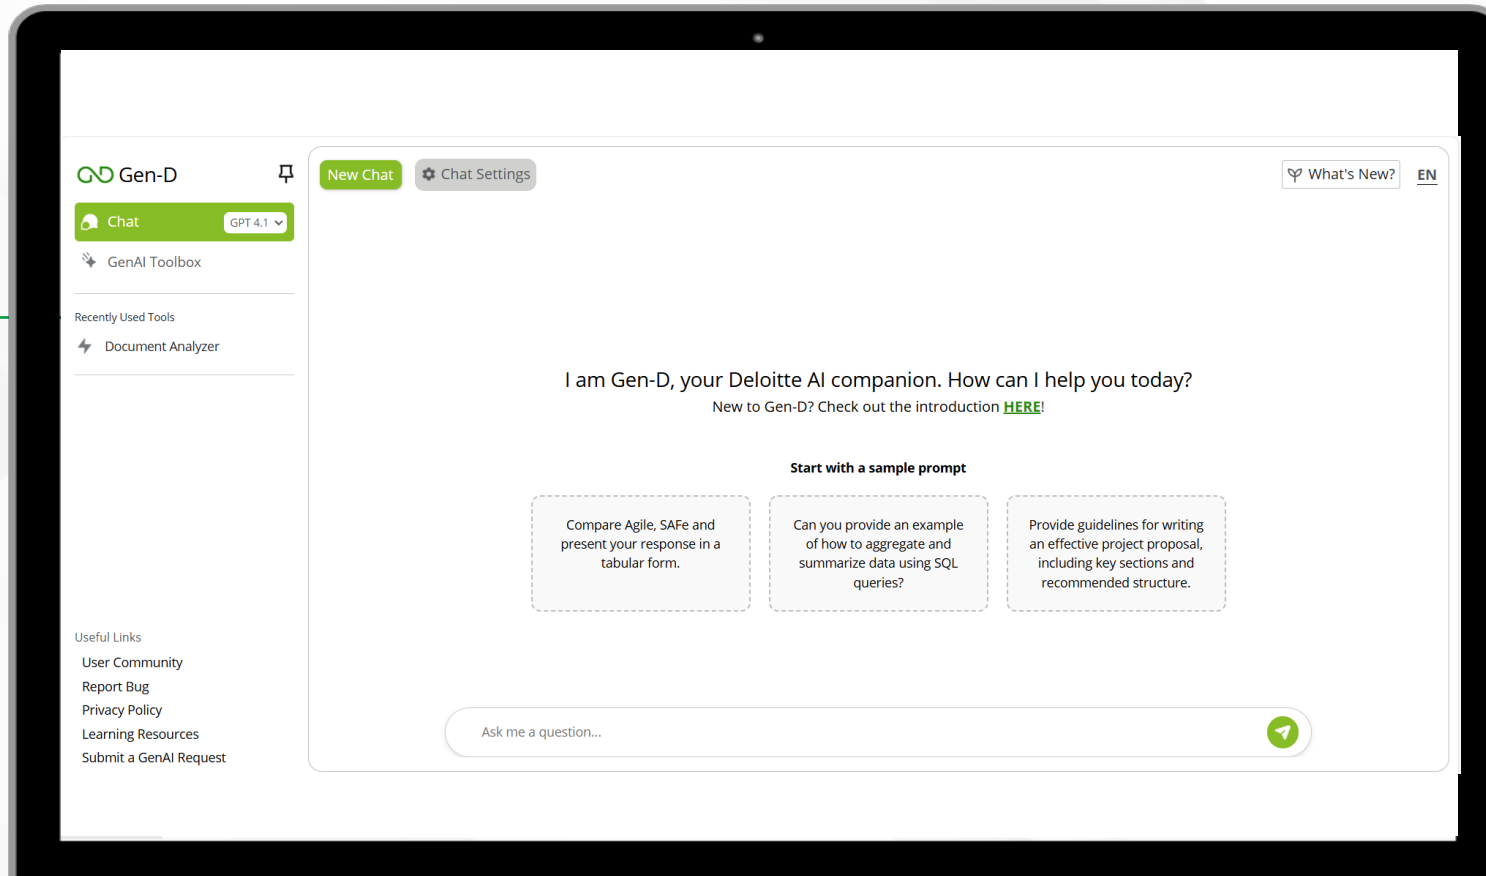 Gen-D
Chat
GPT 4.1
GenAI Toolbox
Recently Used Tools
Document Analyzer
Useful Links
User Community
Report Bug
Privacy Policy
Learning Resources
Submit a GenAI Request
New Chat
Chat Settings
What's New?
EN
I am Gen-D, your Deloitte AI companion. How can I help you today?
New to Gen-D? Check out the introduction HERE!
Start with a sample prompt
Compare Agile, SAFe and
present your response in a
tabular form.
Can you provide an example
of how to aggregate and
summarize data using SQL
queries?
Provide guidelines for writing
an effective project proposal,
including key sections and
recommended structure.
Ask me a question...